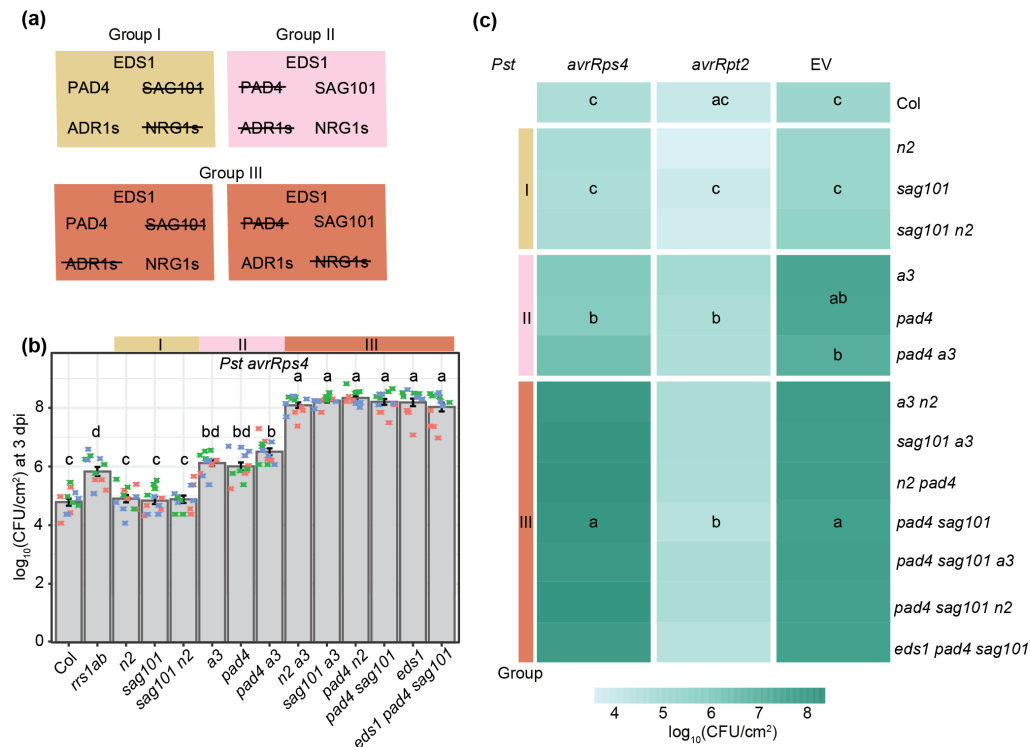 (a)
Group I
Group II
EDS1
PAD4 SAG101
ADR1s NRG1s
EDS1
PAD4 SAG101
ADR1s NRG1s
Group III
EDS1
PAD4 SAG101
ADR1s NRG1s
EDS1
PAD4 SAG101
ADR1s NRG1s
(b)
I II III
Pst avrRps4
log10(CFU/cm2) at 3 dpi
8
6
4
2
0
c d c c c bd bd b a a a a a a
Col
rrs1ab
n2
sag101
sag101 n2
a3
pad4
pad4 a3
n2 a3
sag101 a3
pad4 n2
pad4 sag101
eds1
eds1 pad4 sag101
(c)
Pst avrRps4 avrRpt2 EV
c ac c Col
n2
I c c c sag101
sag101 n2
a3
ab
II b b pad4
b pad4 a3
a3 n2
sag101 a3
n2 pad4
III a b a pad4 sag101
pad4 sag101 a3
pad4 sag101 n2
eds1 pad4 sag101
Group
4 5 6 7 8
log10(CFU/cm2)